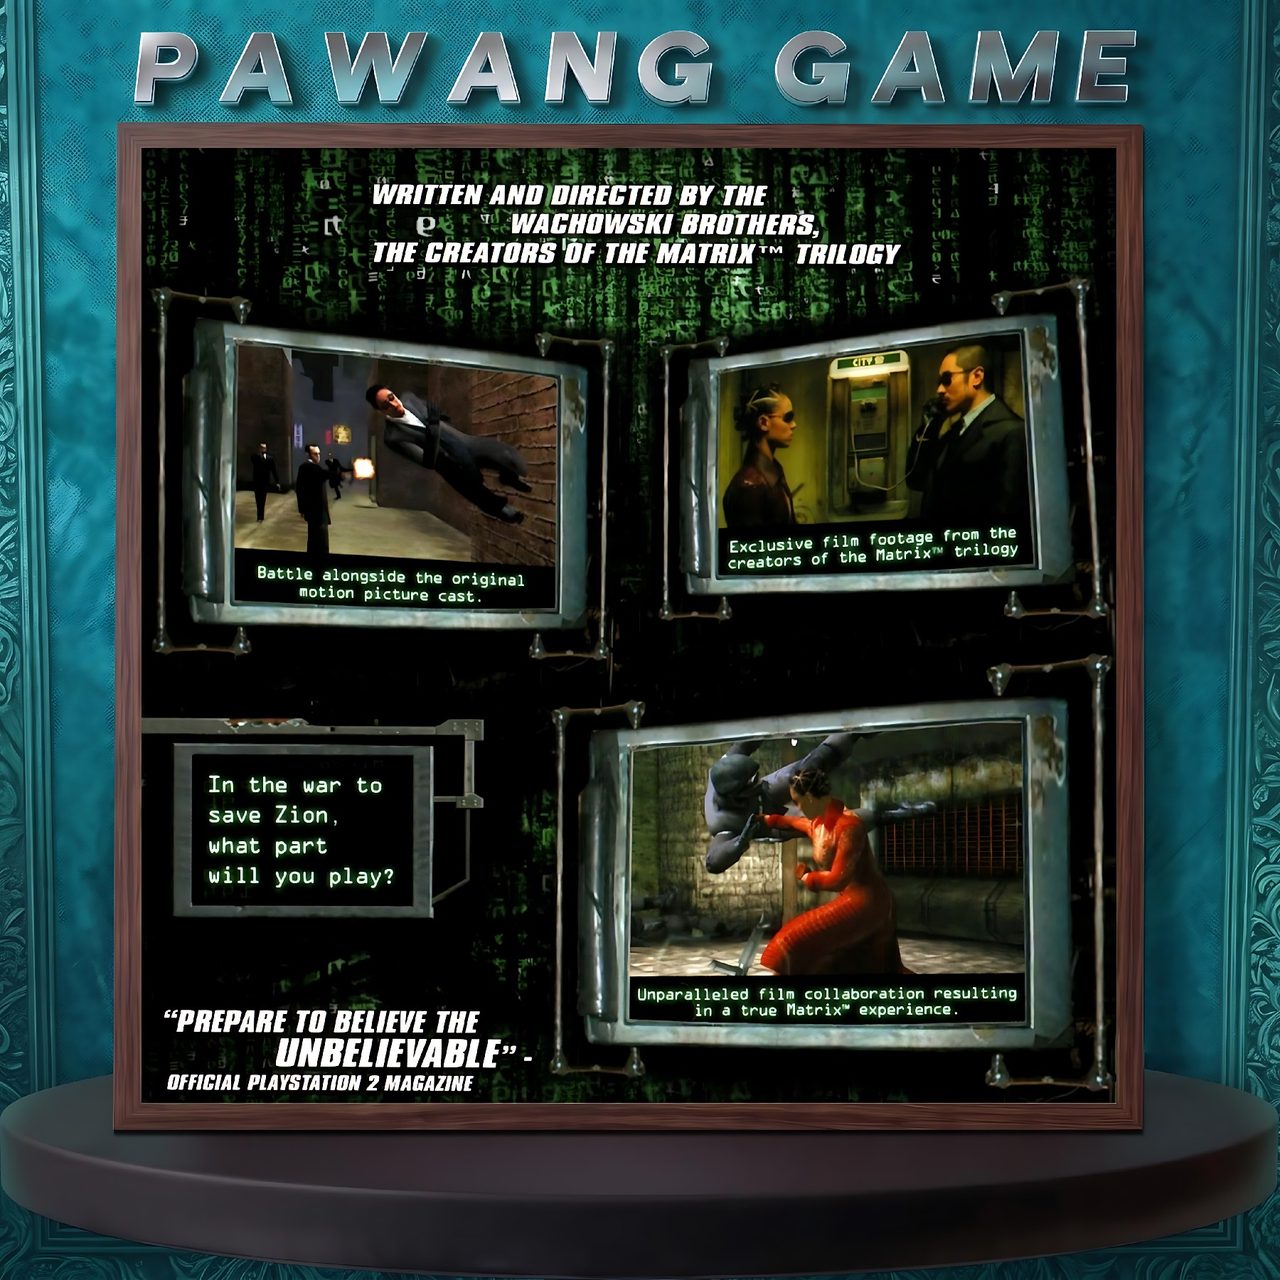 PAWANG GAME
WRITTEN AND DIRECTED BY THE
WACHOWSKI BROTHERS,
THE CREATORS OF THE MATRIX™ TRILOGY
Battle alongside the original
motion picture cast.
CITY
Exclusive film footage from the
creators of the Matrix™ trilogy
In the war to
save Zion,
what part
will you play?
Unparalleled film collaboration resulting
in a true Matrix™ experience.
“PREPARE TO BELIEVE THE
UNBELIEVABLE” -
OFFICIAL PLAYSTATION 2 MAGAZINE